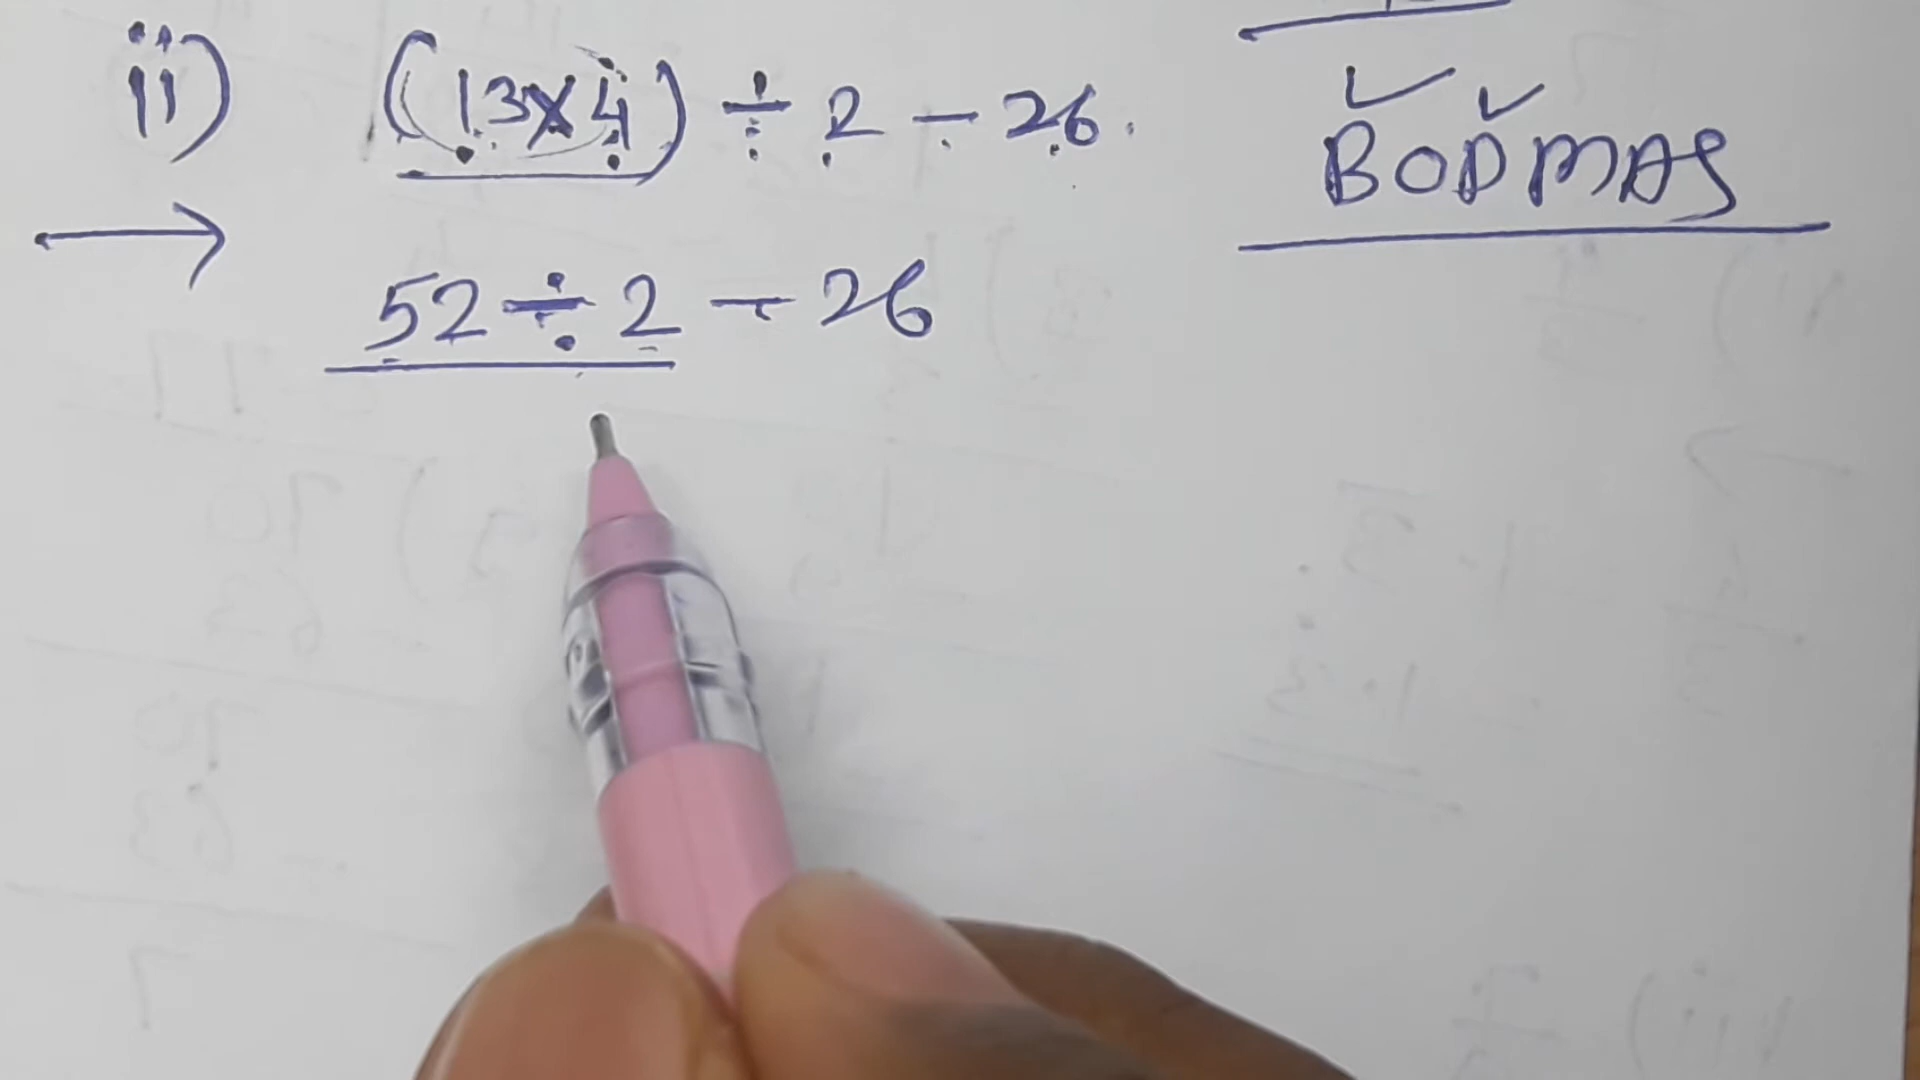 ii) (13×4) ÷ 2 - 26.
BODMAS
→ 52 ÷ 2 - 26